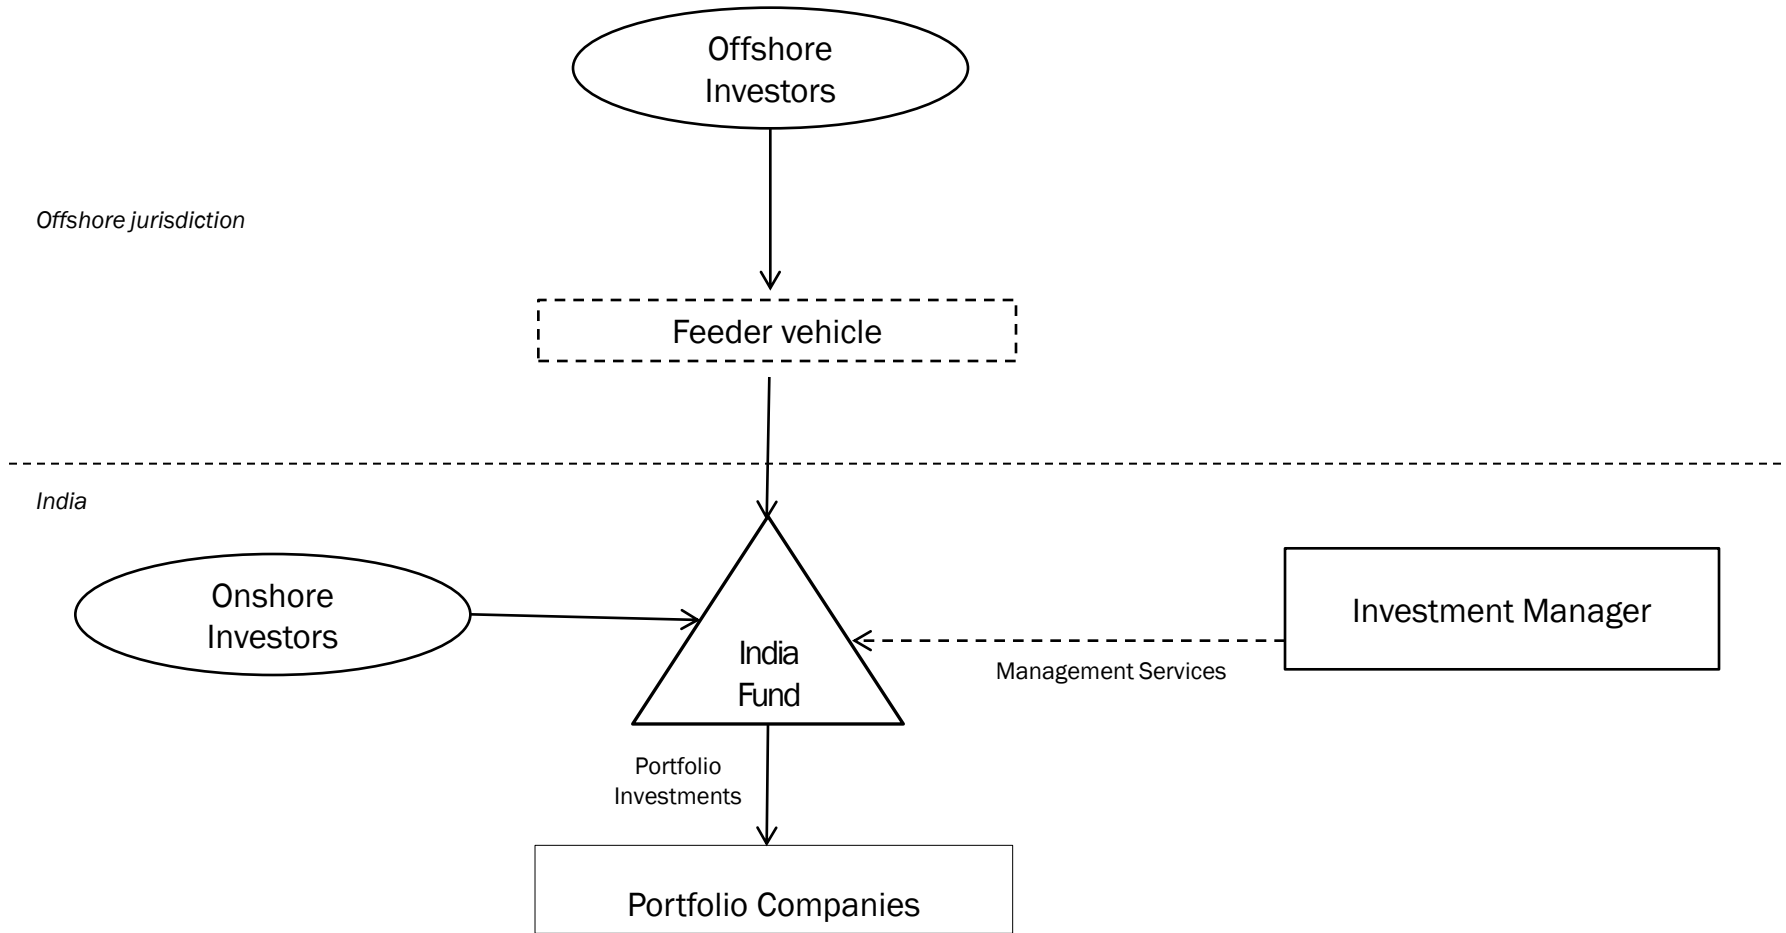 Offshore
Investors
Offshore jurisdiction
Feeder vehicle
India
Onshore
Investors
India
Fund
Investment Manager
Management Services
Portfolio
Investments
Portfolio Companies